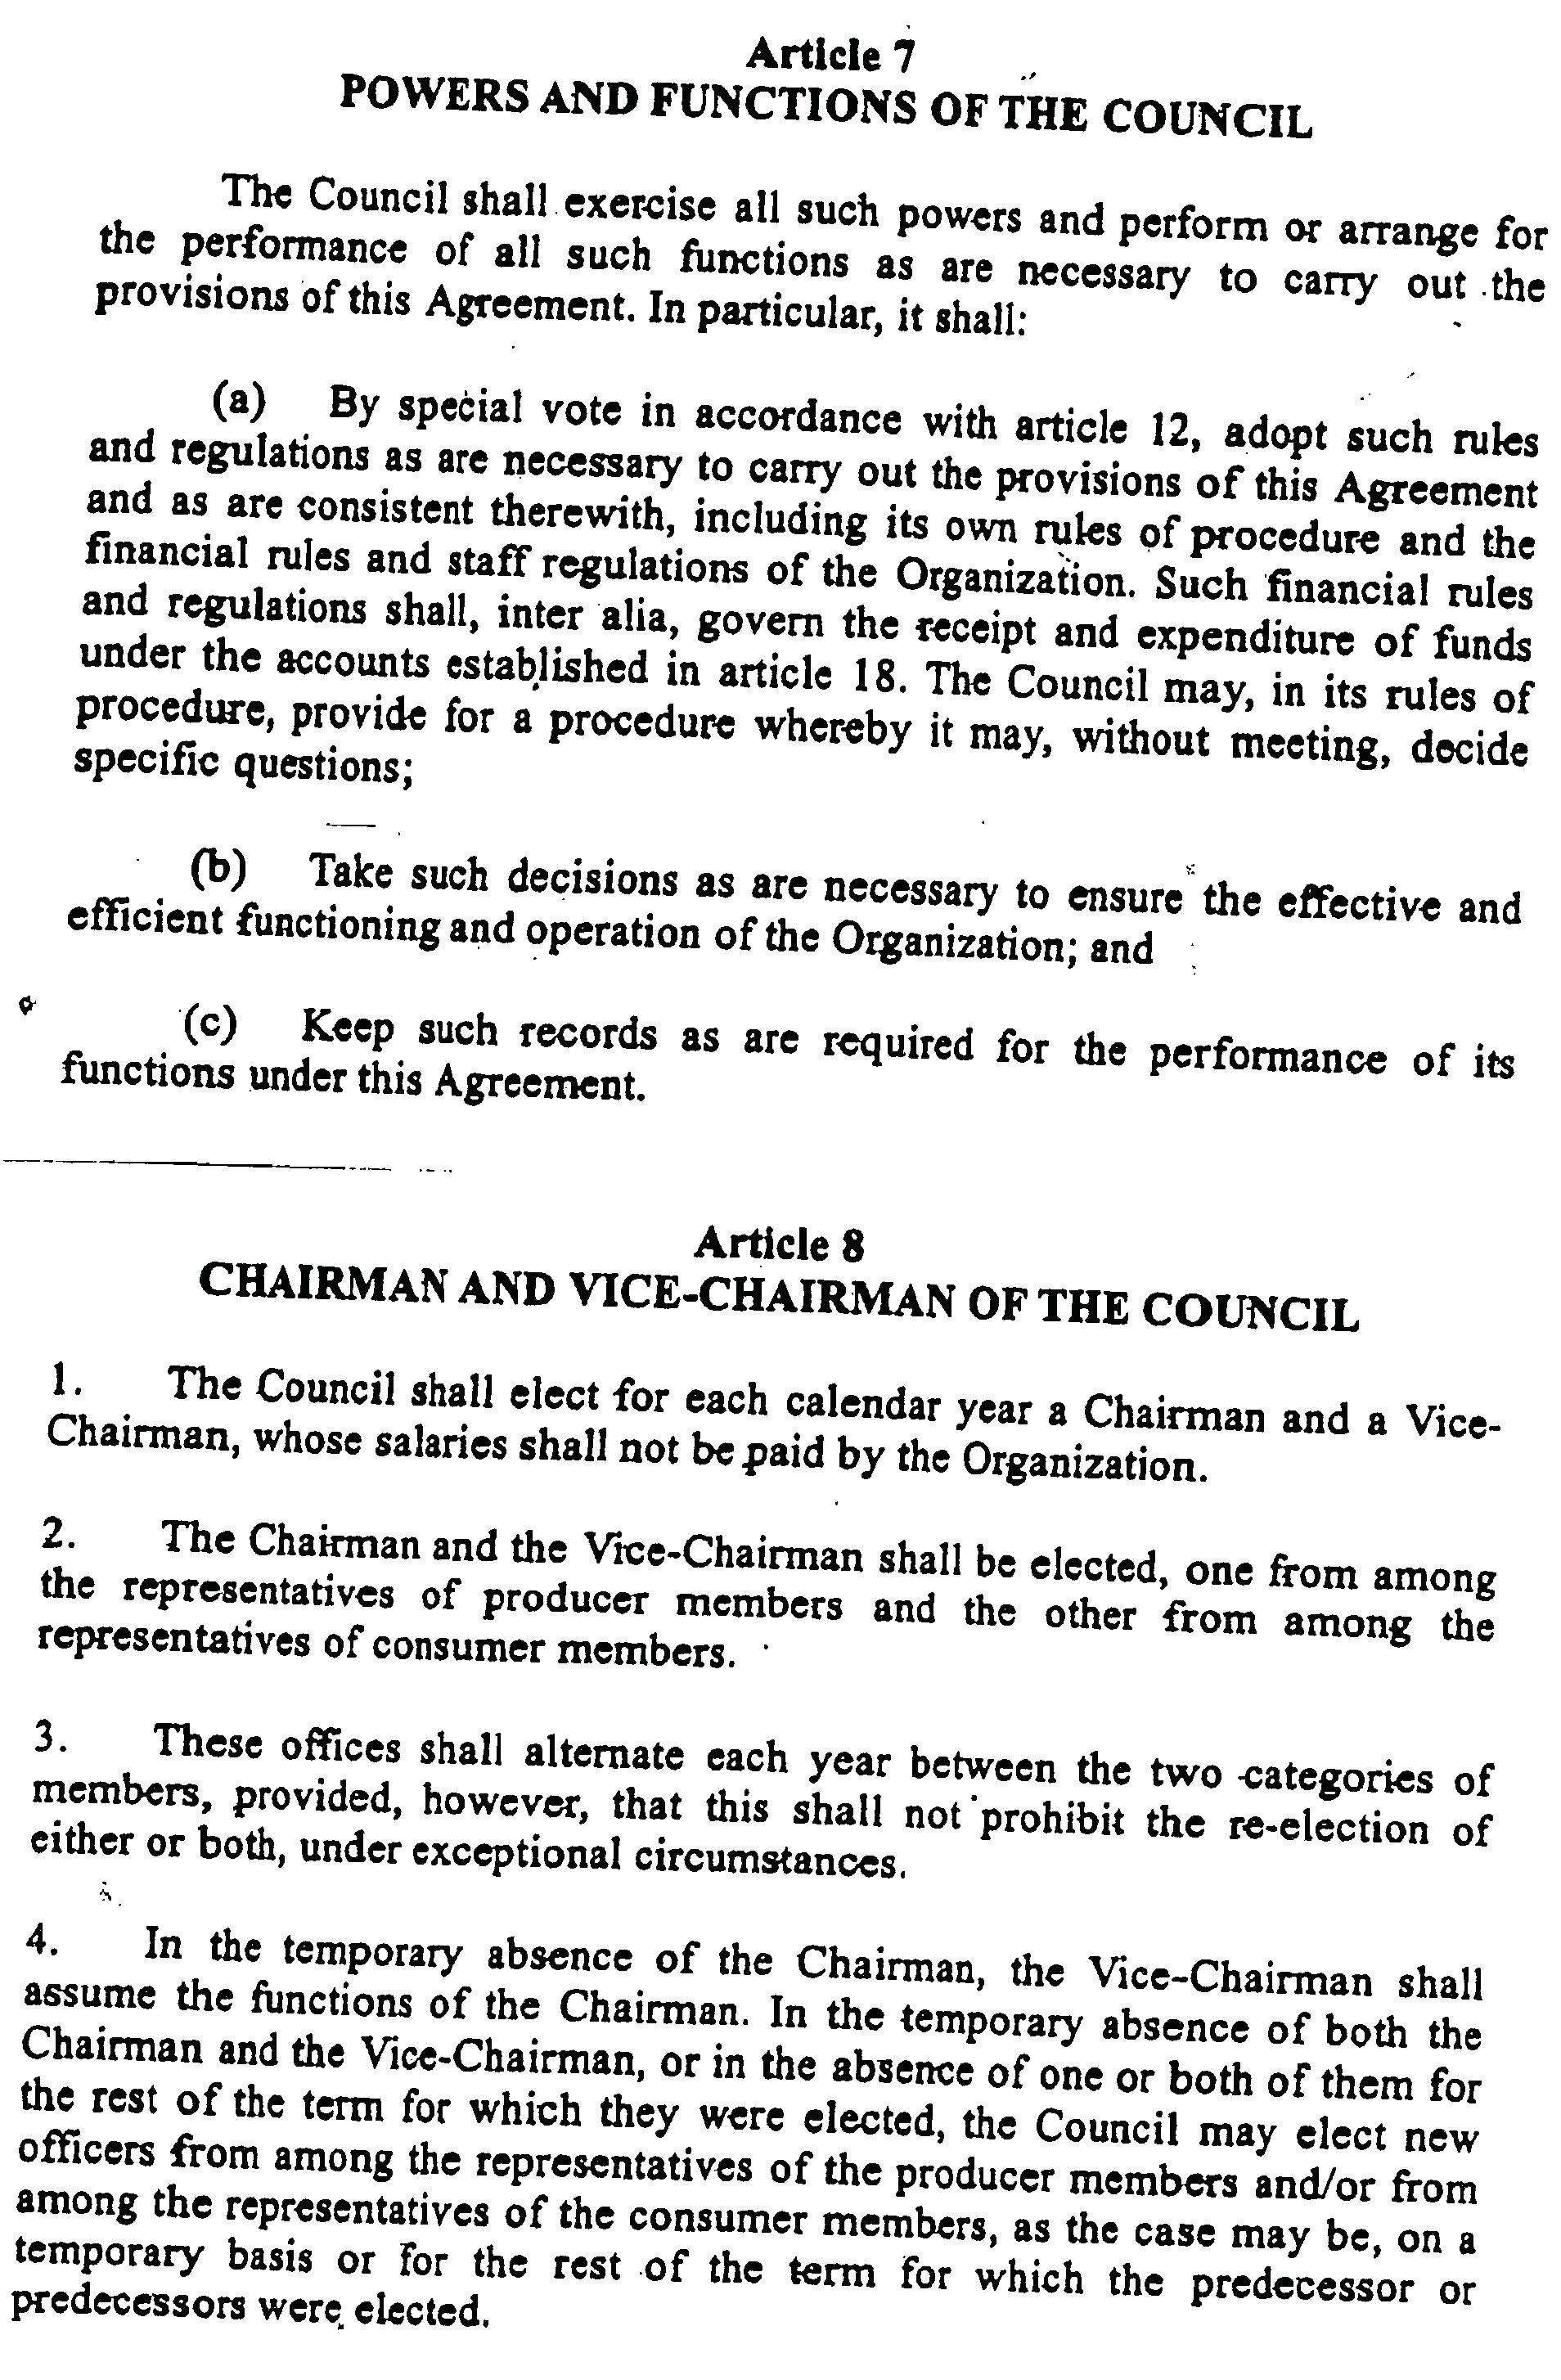 Article 7
POWERS AND FUNCTIONS OF THE COUNCIL
The Council shall exercise all such powers and perform or arrange for
the performance of all such functions as are necessary to carry out the
provisions of this Agreement. In particular, it shall:
(a) By special vote in accordance with article 12, adopt such rules
and regulations as are necessary to carry out the provisions of this Agreement
and as are consistent therewith, including its own rules of procedure and the
financial rules and staff regulations of the Organization. Such financial rules
and regulations shall, inter alia, govern the receipt and expenditure of funds
under the accounts established in article 18. The Council may, in its rules of
procedure, provide for a procedure whereby it may, without meeting, decide
specific questions;
(b) Take such decisions as are necessary to ensure the effective and
efficient functioning and operation of the Organization; and
(c) Keep such records as are required for the performance of its
functions under this Agreement.
Article 8
CHAIRMAN AND VICE-CHAIRMAN OF THE COUNCIL
1. The Council shall elect for each calendar year a Chairman and a Vice-
Chairman, whose salaries shall not be paid by the Organization.
2. The Chairman and the Vice-Chairman shall be elected, one from among
the representatives of producer members and the other from among the
representatives of consumer members.
3. These offices shall alternate each year between the two categories of
members, provided, however, that this shall not prohibit the re-election of
either or both, under exceptional circumstances.
4. In the temporary absence of the Chairman, the Vice-Chairman shall
assume the functions of the Chairman. In the temporary absence of both the
Chairman and the Vice-Chairman, or in the absence of one or both of them for
the rest of the term for which they were elected, the Council may elect new
officers from among the representatives of the producer members and/or from
among the representatives of the consumer members, as the case may be, on a
temporary basis or for the rest of the term for which the predecessor or
predecessors were elected.